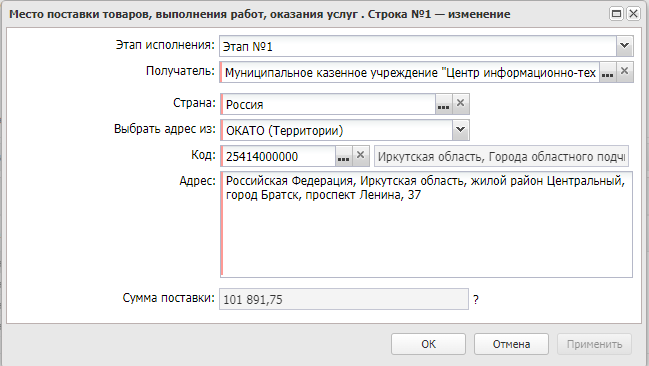 Место поставки товаров, выполнения работ, оказания услуг . Строка №1 — изменение
Этап исполнения: Этап №1
Получатель: Муниципальное казенное учреждение "Центр информационно-тех ...
Страна: Россия ...
Выбрать адрес из: ОКАТО (Территории)
Код: 25414000000 ... Иркутская область, Города областного подч
Адрес: Российская Федерация, Иркутская область, жилой район Центральный,
город Братск, проспект Ленина, 37
Сумма поставки: 101 891,75 ?
ОК Отмена Применить